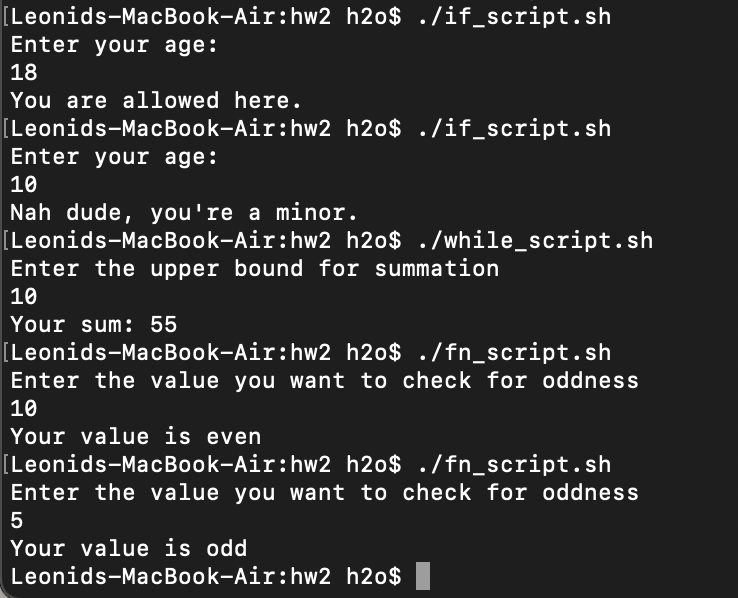 [Leonids-MacBook-Air:hw2 h2o$ ./if_script.sh
Enter your age:
18
You are allowed here.
[Leonids-MacBook-Air:hw2 h2o$ ./if_script.sh
Enter your age:
10
Nah dude, you're a minor.
[Leonids-MacBook-Air:hw2 h2o$ ./while_script.sh
Enter the upper bound for summation
10
Your sum: 55
[Leonids-MacBook-Air:hw2 h2o$ ./fn_script.sh
Enter the value you want to check for oddness
10
Your value is even
[Leonids-MacBook-Air:hw2 h2o$ ./fn_script.sh
Enter the value you want to check for oddness
5
Your value is odd
Leonids-MacBook-Air:hw2 h2o$